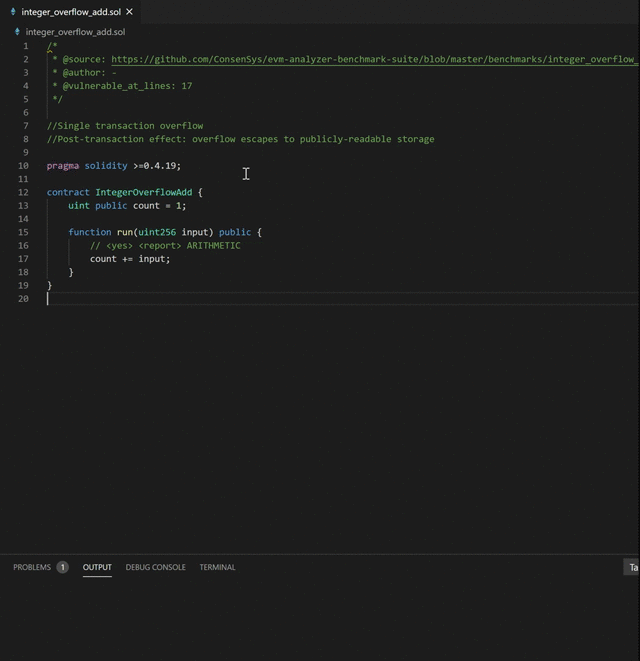 integer_overflow_add.sol
integer_overflow_add.sol
1 /*
2 * @source: https://github.com/ConsenSys/evm-analyzer-benchmark-suite/blob/master/benchmarks/integer_overflow_
3 * @author: -
4 * @vulnerable_at_lines: 17
5 */
6
7 //Single transaction overflow
8 //Post-transaction effect: overflow escapes to publicly-readable storage
9
10 pragma solidity >=0.4.19;
11
12 contract IntegerOverflowAdd {
13 uint public count = 1;
14
15 function run(uint256 input) public {
16 // <yes> <report> ARITHMETIC
17 count += input;
18 }
19 }
20
PROBLEMS 1 OUTPUT DEBUG CONSOLE TERMINAL Ta